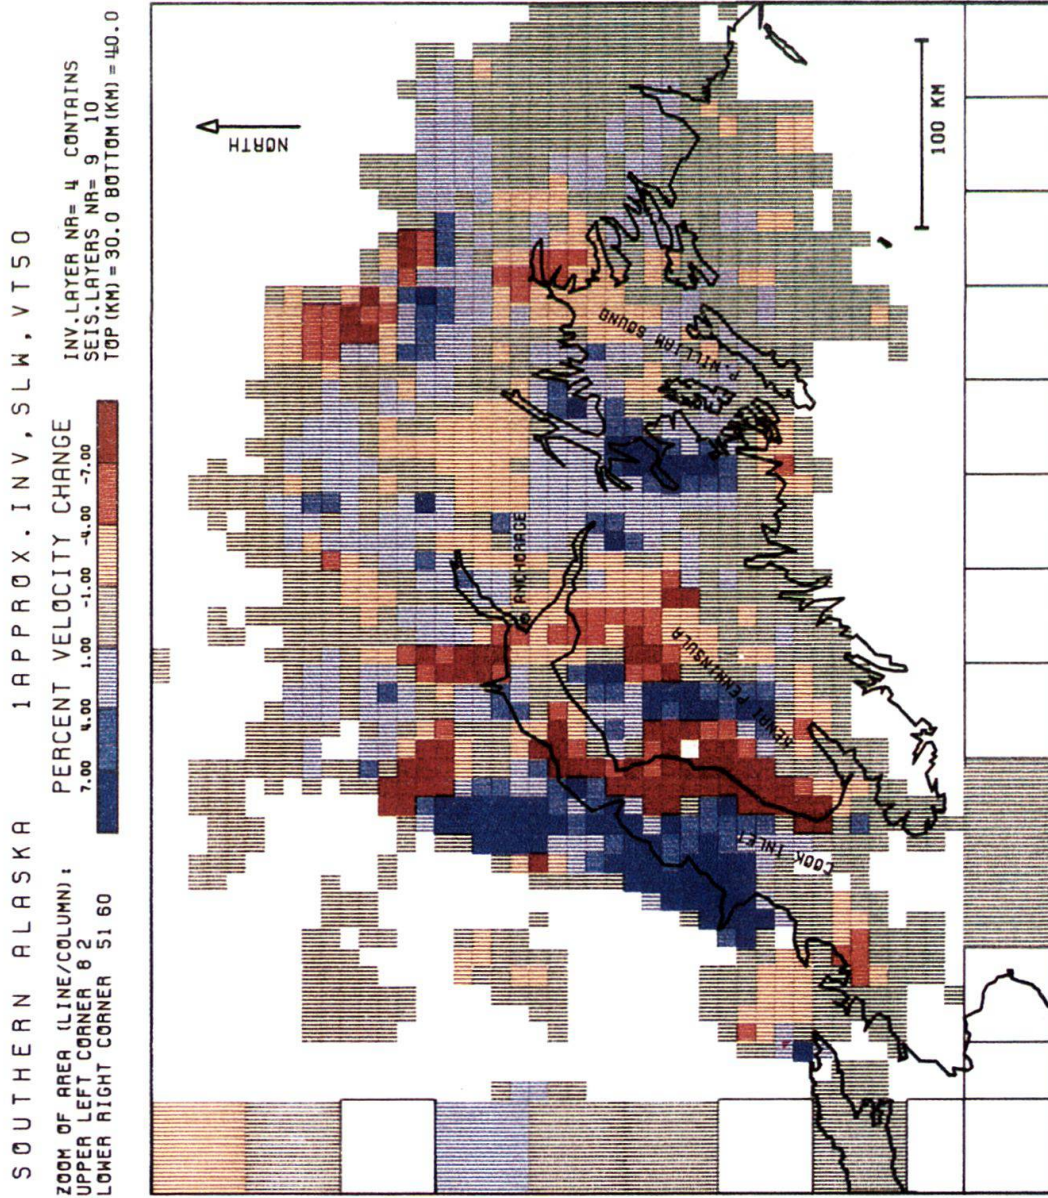 SOUTHERN ALASKA 1APPROX.INV,SLW,VT50
ZOOM OF AREA (LINE/COLUMN):
UPPER LEFT CORNER 8 2
LOWER RIGHT CORNER 51 60
PERCENT VELOCITY CHANGE
7.00 4.00 1.00 -1.00 -4.00 -7.00
INV.LAYER NR= 4 CONTAINS
SEIS.LAYERS NR= 9 10
TOP(KM)=30.0 BOTTOM(KM)=40.0
NORTH
ANCHORAGE
P.WILLIAM SOUND
KENAI PENNINSULA
COOK INLET
100 KM